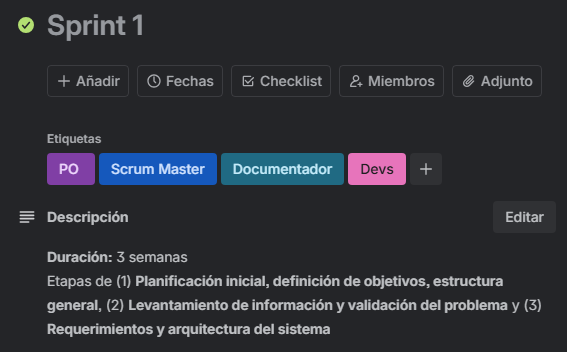 Sprint 1
Añadir
Fechas
Checklist
Miembros
Adjunto
Etiquetas
PO
Scrum Master
Documentador
Devs
Descripción
Editar
Duración: 3 semanas
Etapas de (1) Planificación inicial, definición de objetivos, estructura
general, (2) Levantamiento de información y validación del problema y (3)
Requerimientos y arquitectura del sistema